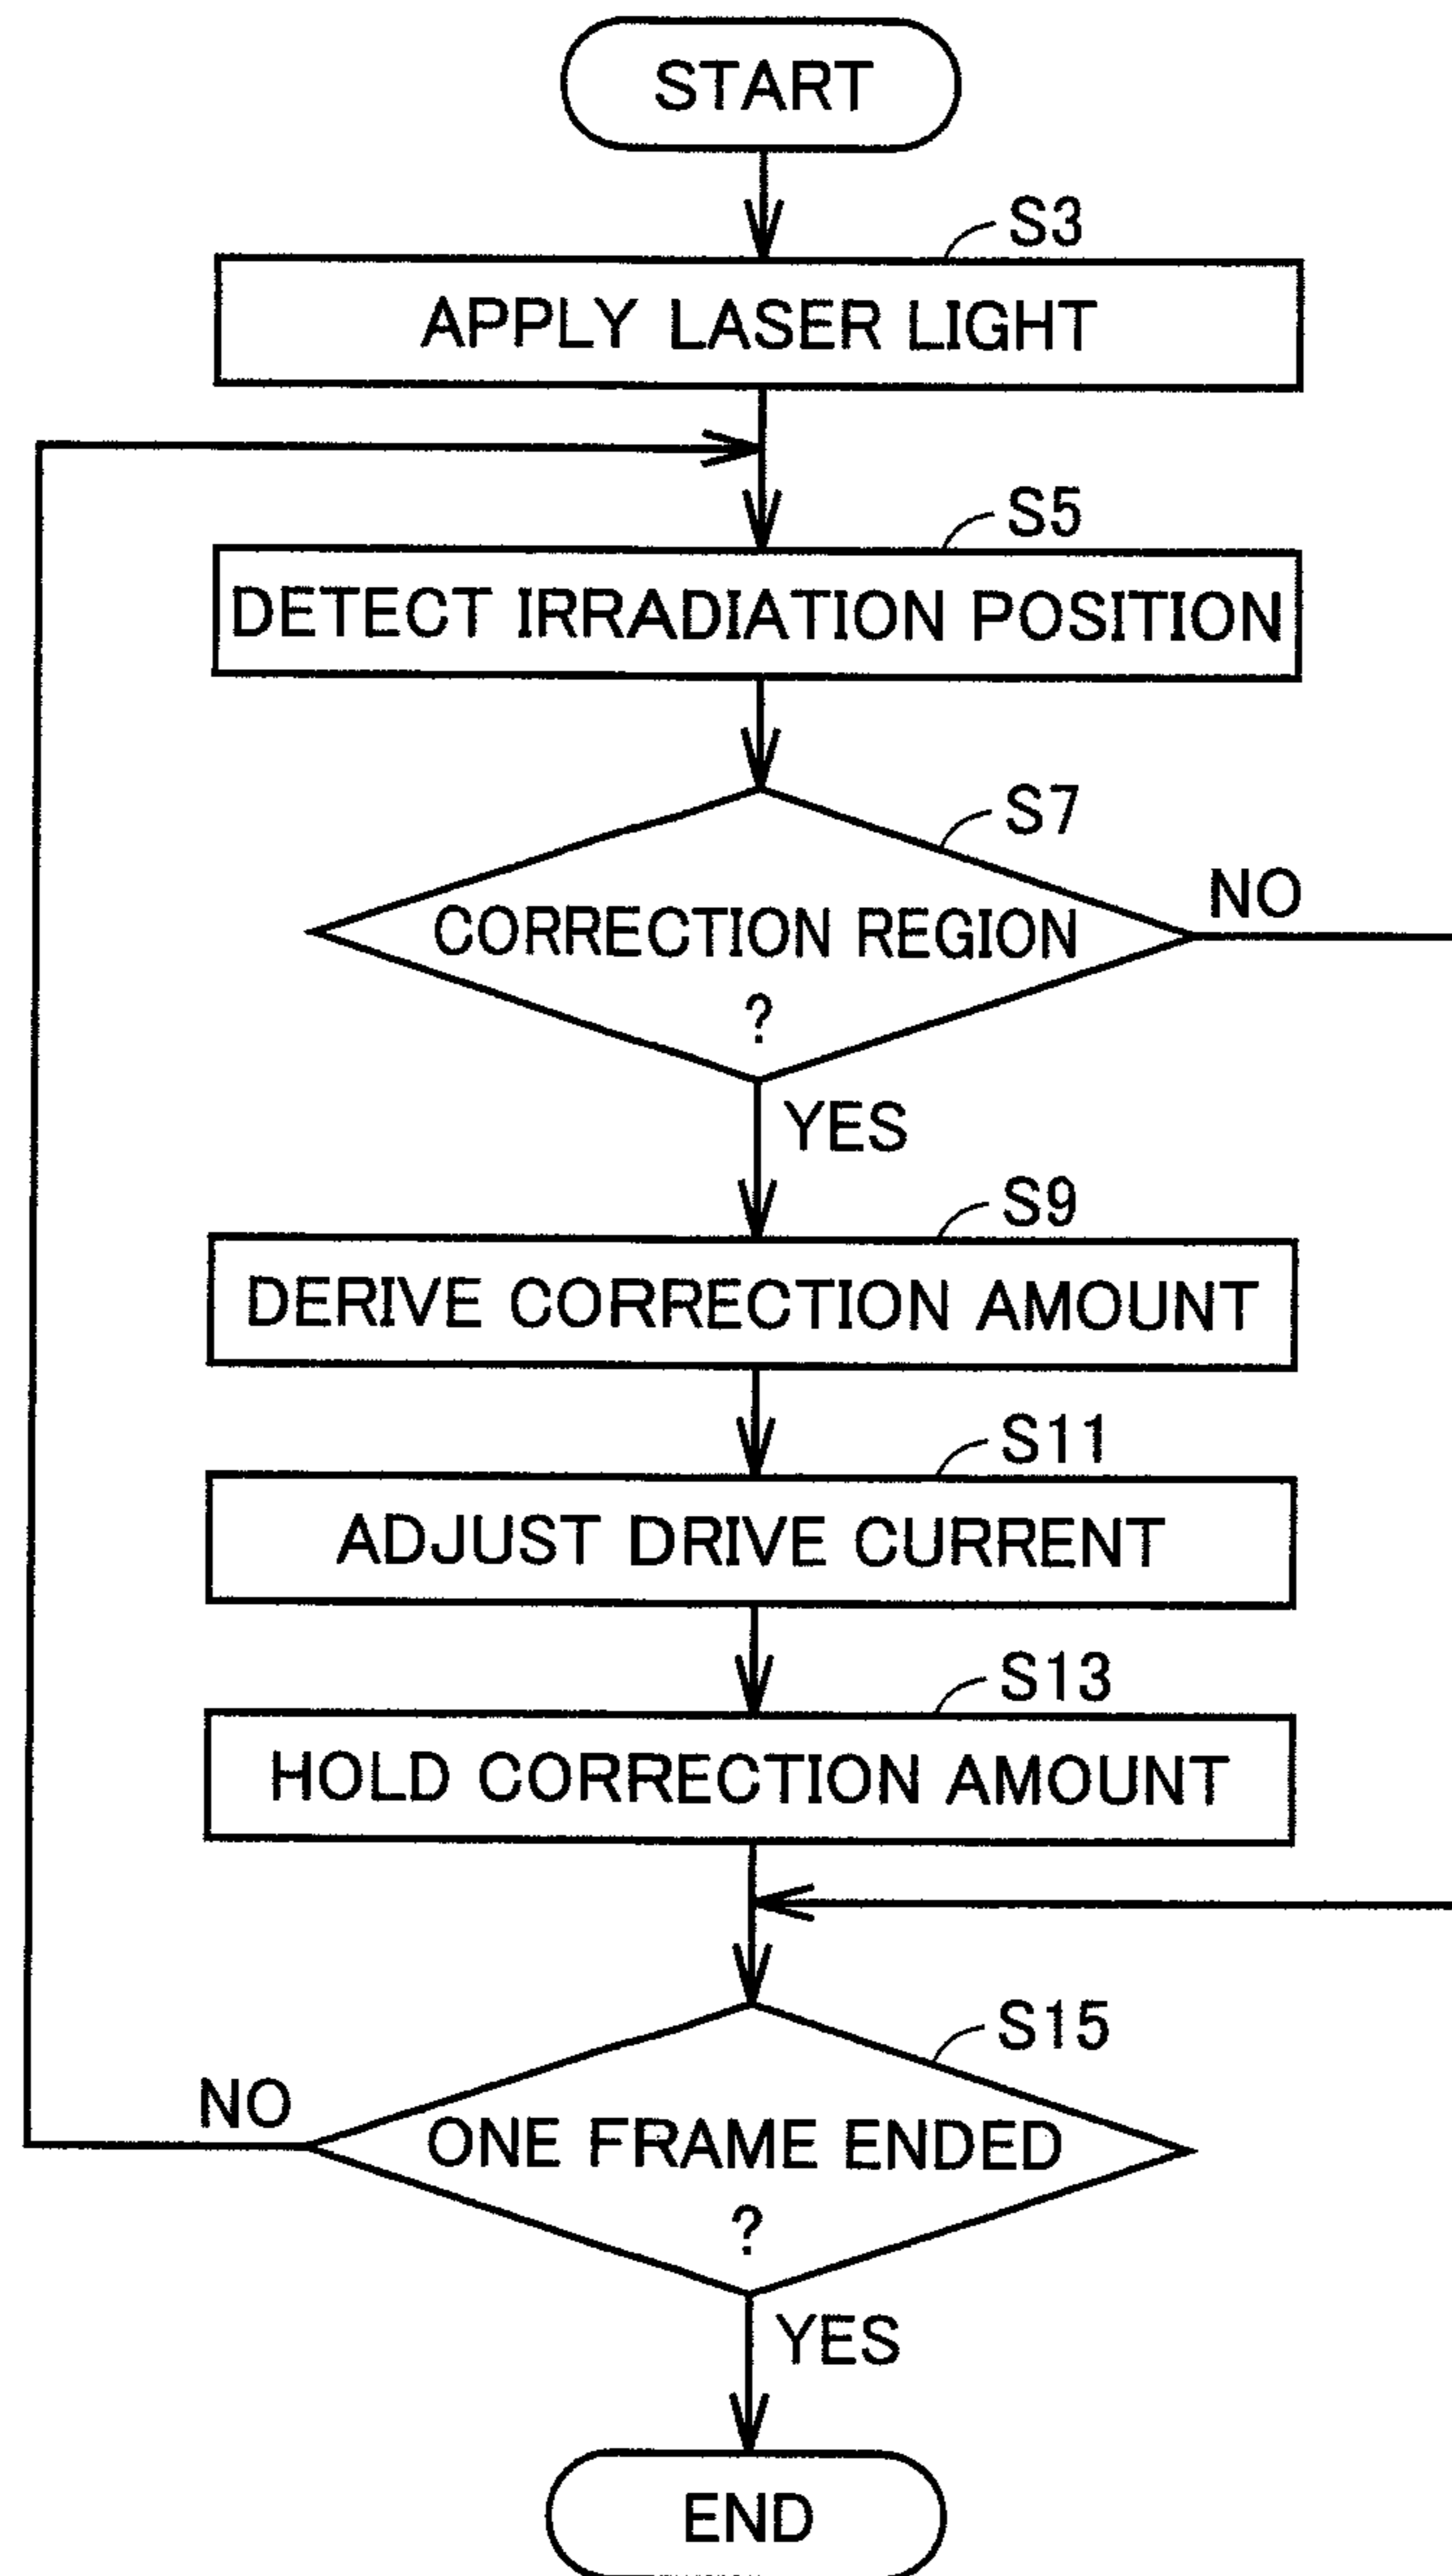 START
S3
APPLY LASER LIGHT
S5
DETECT IRRADIATION POSITION
S7
NO
CORRECTION REGION
?
YES
S9
DERIVE CORRECTION AMOUNT
S11
ADJUST DRIVE CURRENT
S13
HOLD CORRECTION AMOUNT
S15
NO
ONE FRAME ENDED
?
YES
END